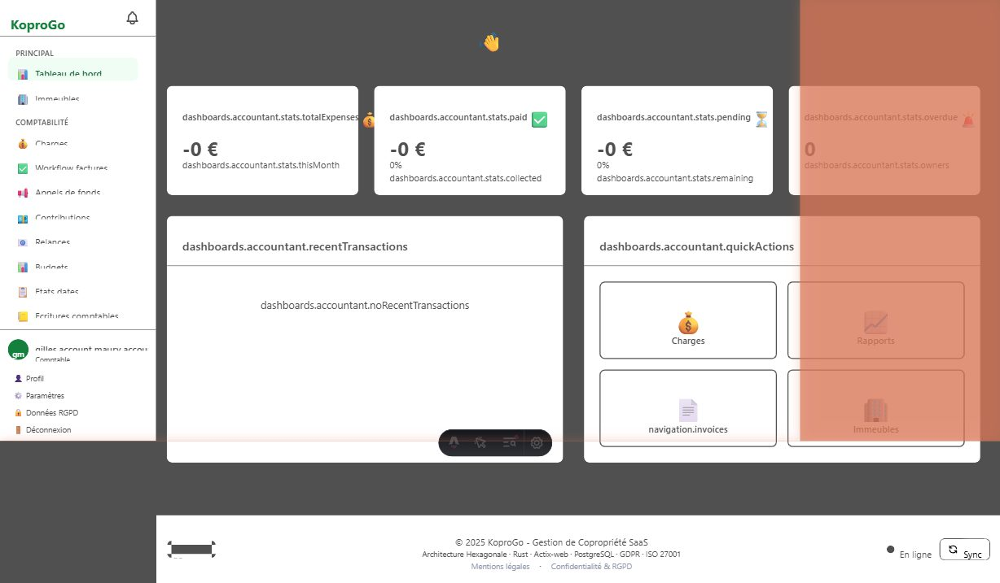 KoproGo
PRINCIPAL
Tableau de bord
Immeubles
COMPTABILITÉ
Charges
Workflow factures
Appels de fonds
Contributions
Relances
Budgets
Etats dates
Ecritures comptables
gm
gilles.account maury accou
Comptable
Profil
Paramètres
Données RGPD
Déconnexion
dashboards.accountant.stats.totalExpenses
-0 €
dashboards.accountant.stats.thisMonth
dashboards.accountant.stats.paid
-0 €
0%
dashboards.accountant.stats.collected
dashboards.accountant.stats.pending
-0 €
0%
dashboards.accountant.stats.remaining
dashboards.accountant.stats.overdue
0
dashboards.accountant.stats.owners
dashboards.accountant.recentTransactions
dashboards.accountant.noRecentTransactions
dashboards.accountant.quickActions
Charges
Rapports
navigation.invoices
Immeubles
© 2025 KoproGo - Gestion de Copropriété SaaS
Architecture Hexagonale · Rust · Actix-web · PostgreSQL · GDPR · ISO 27001
Mentions légales · Confidentialité & RGPD
En ligne
Sync